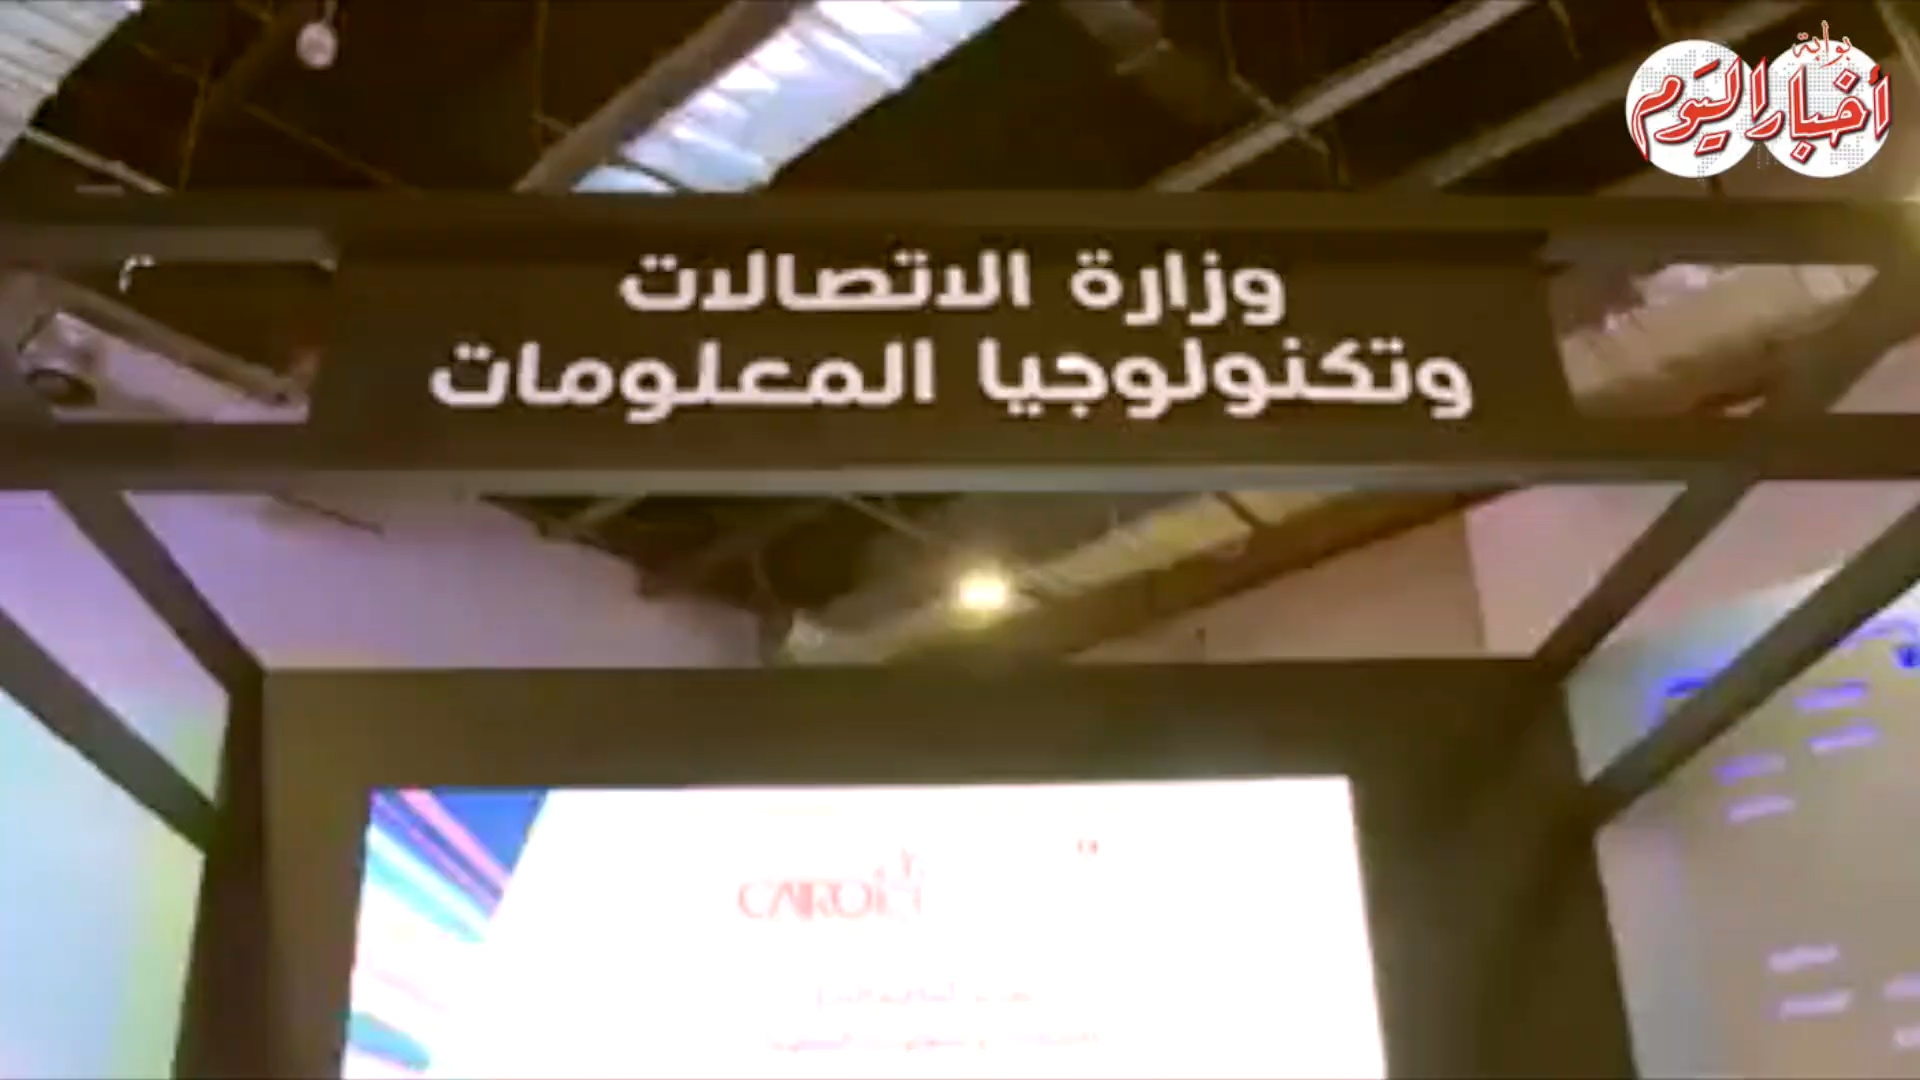 بوابة
أخبار اليوم
وزارة الاتصالات
وتكنولوجيا المعلومات
CAIRO